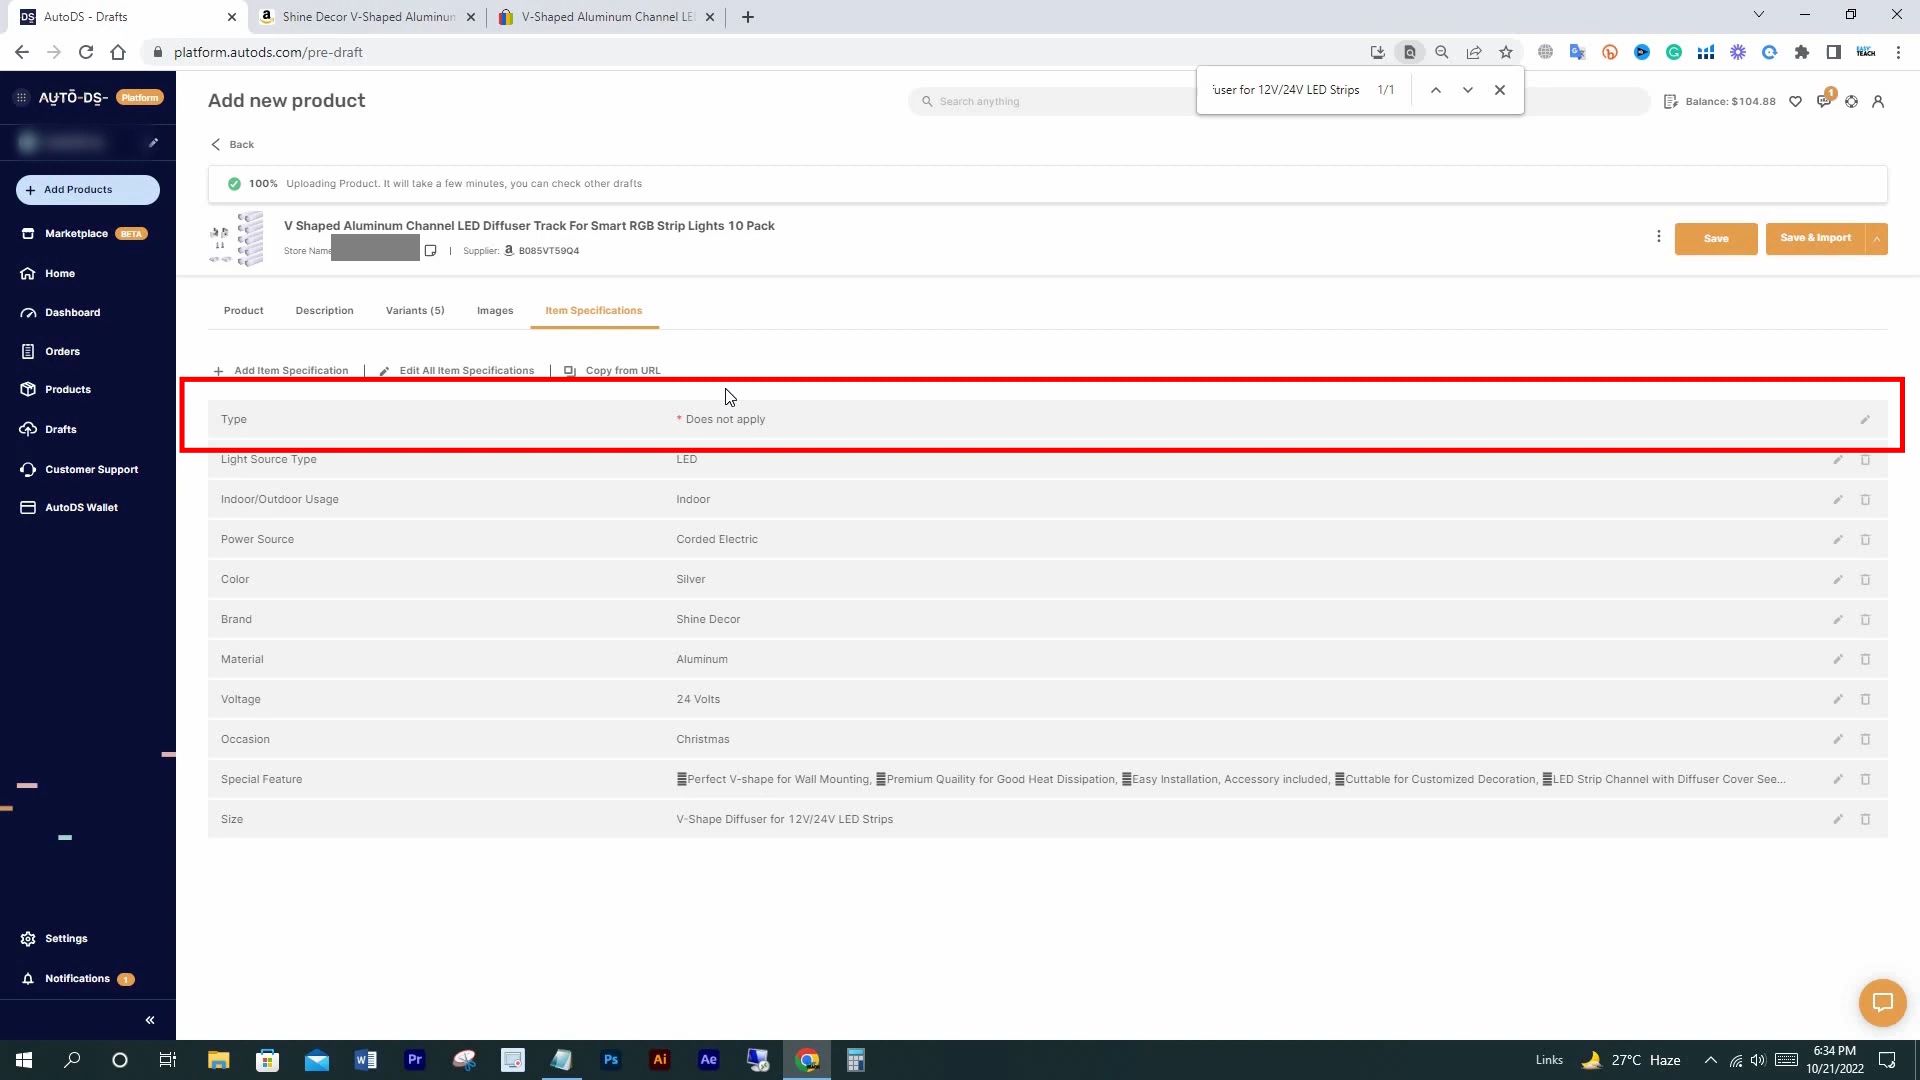 AutoDS - Drafts
Shine Decor V-Shaped Aluminum
V-Shaped Aluminum Channel LE
platform.autods.com/pre-draft
AUTO-DS- Platform
Add new product
Search anything
fuser for 12V/24V LED Strips 1/1
Balance: $104.88
1
Back
100% Uploading Product. It will take a few minutes, you can check other drafts
Add Products
V Shaped Aluminum Channel LED Diffuser Track For Smart RGB Strip Lights 10 Pack
Store Name
| Supplier: B085VT59Q4
Save
Save & Import
Marketplace BETA
Home
Dashboard
Orders
Products
Drafts
Customer Support
AutoDS Wallet
Product Description Variants (5) Images Item Specifications
Add Item Specification | Edit All Item Specifications | Copy from URL
Type * Does not apply
Light Source Type LED
Indoor/Outdoor Usage Indoor
Power Source Corded Electric
Color Silver
Brand Shine Decor
Material Aluminum
Voltage 24 Volts
Occasion Christmas
Special Feature Perfect V-shape for Wall Mounting, Premium Quaility for Good Heat Dissipation, Easy Installation, Accessory included, Cuttable for Customized Decoration, LED Strip Channel with Diffuser Cover See...
Size V-Shape Diffuser for 12V/24V LED Strips
Settings
Notifications 1
Links
27°C Haze
6:34 PM
10/21/2022